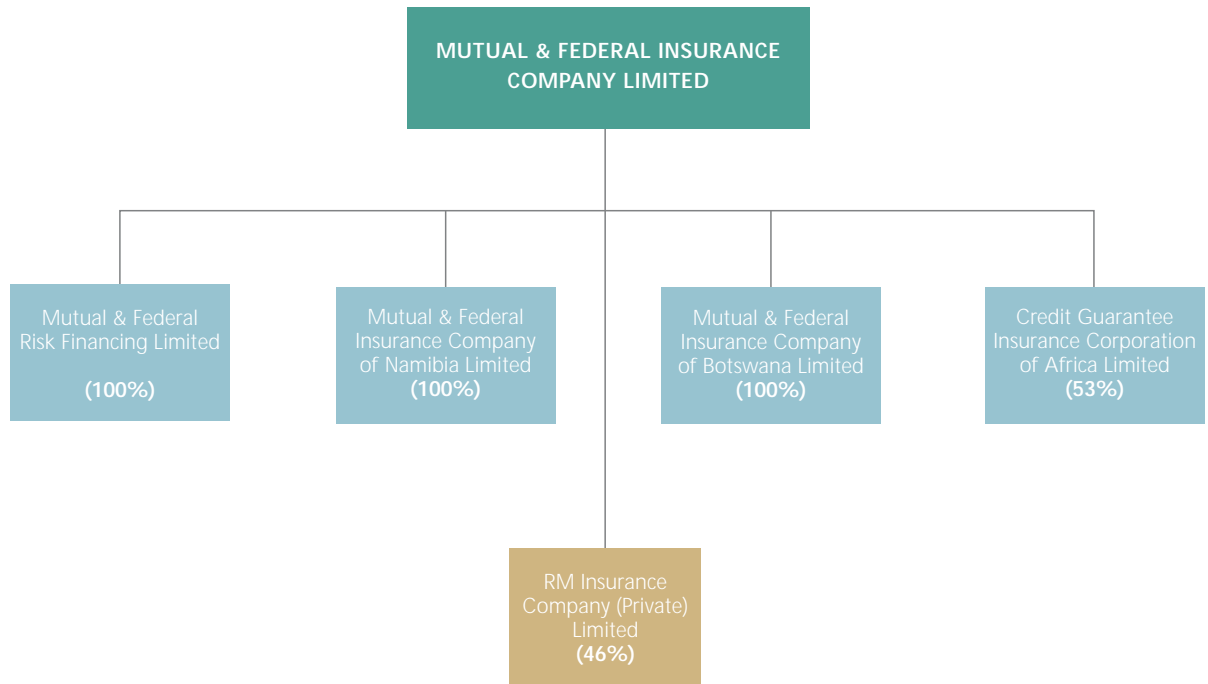 MUTUAL & FEDERAL INSURANCE
COMPANY LIMITED
Mutual & Federal
Risk Financing Limited
(100%)
Mutual & Federal
Insurance Company
of Namibia Limited
(100%)
Mutual & Federal
Insurance Company
of Botswana Limited
(100%)
Credit Guarantee
Insurance Corporation
of Africa Limited
(53%)
RM Insurance
Company (Private)
Limited
(46%)